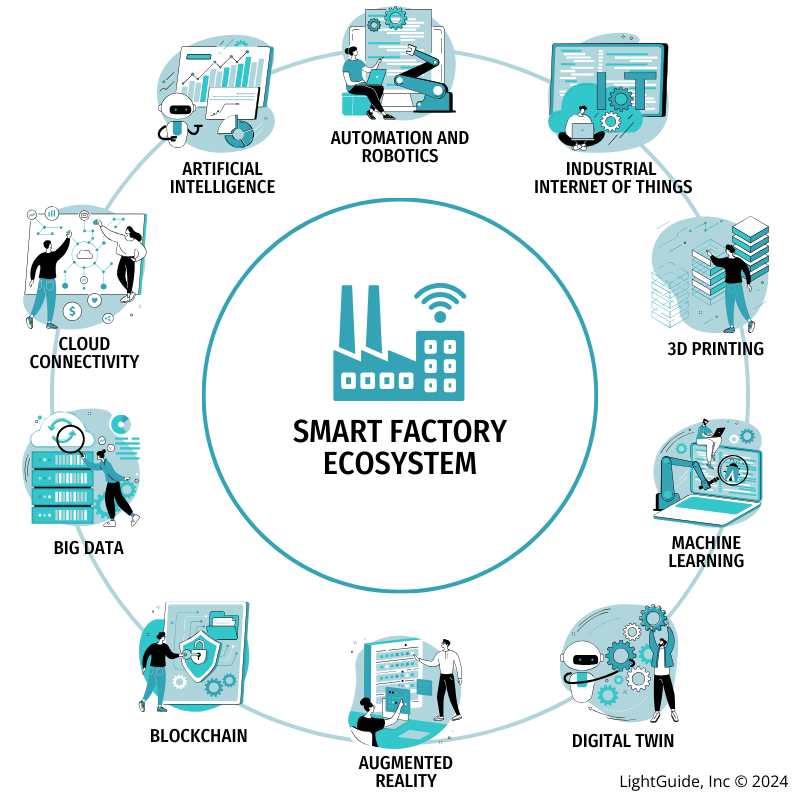 AUTOMATION AND
ROBOTICS
ARTIFICIAL
INTELLIGENCE
INDUSTRIAL
INTERNET OF THINGS
IT
CLOUD
CONNECTIVITY
$
3D PRINTING
SMART FACTORY
ECOSYSTEM
BIG DATA
MACHINE
LEARNING
BLOCKCHAIN
AUGMENTED
REALITY
DIGITAL TWIN
LightGuide, Inc © 2024